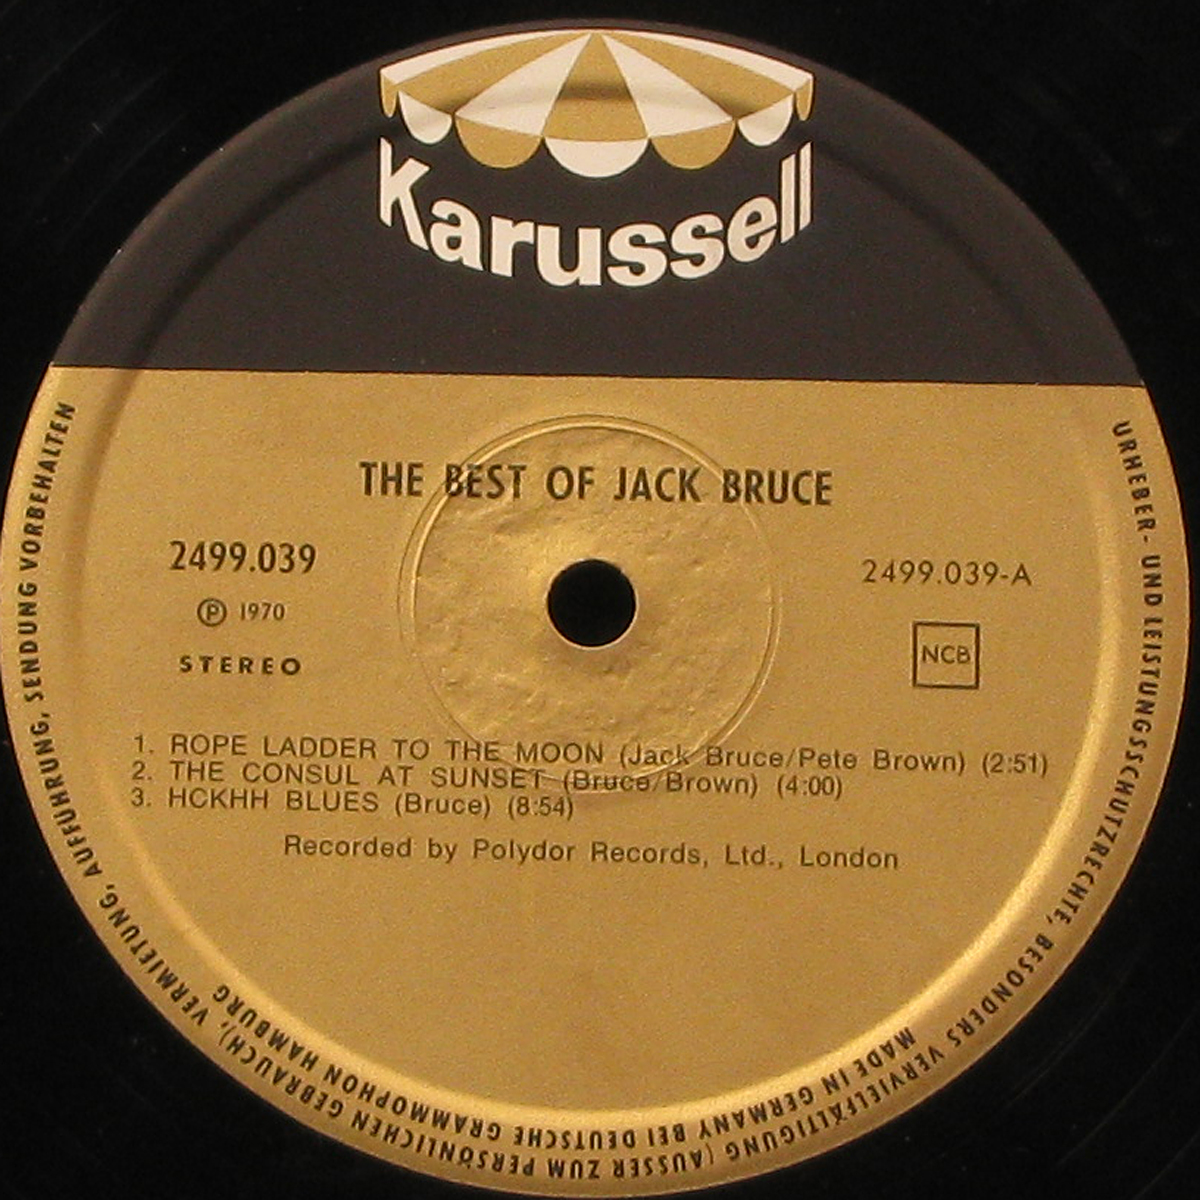 Karussell
THE BEST OF JACK BRUCE
2499.039
℗ 1970
STEREO
2499.039-A
NCB
1. ROPE LADDER TO THE MOON (Jack Bruce/Pete Brown) (2:51)
2. THE CONSUL AT SUNSET (Bruce/Brown) (4:00)
3. HCKHH BLUES (Bruce) (8:54)
Recorded by Polydor Records, Ltd., London
URHEBER- UND LEISTUNGSSCHUTZRECHTE, BESONDERS VERVIELFÄLTIGUNG (AUSSER ZUM PERSÖNLICHEN GEBRAUCH), VERMIETUNG, AUFFÜHRUNG, SENDUNG VORBEHALTEN
MADE IN GERMANY BEI DEUTSCHE GRAMMOPHON HAMBURG